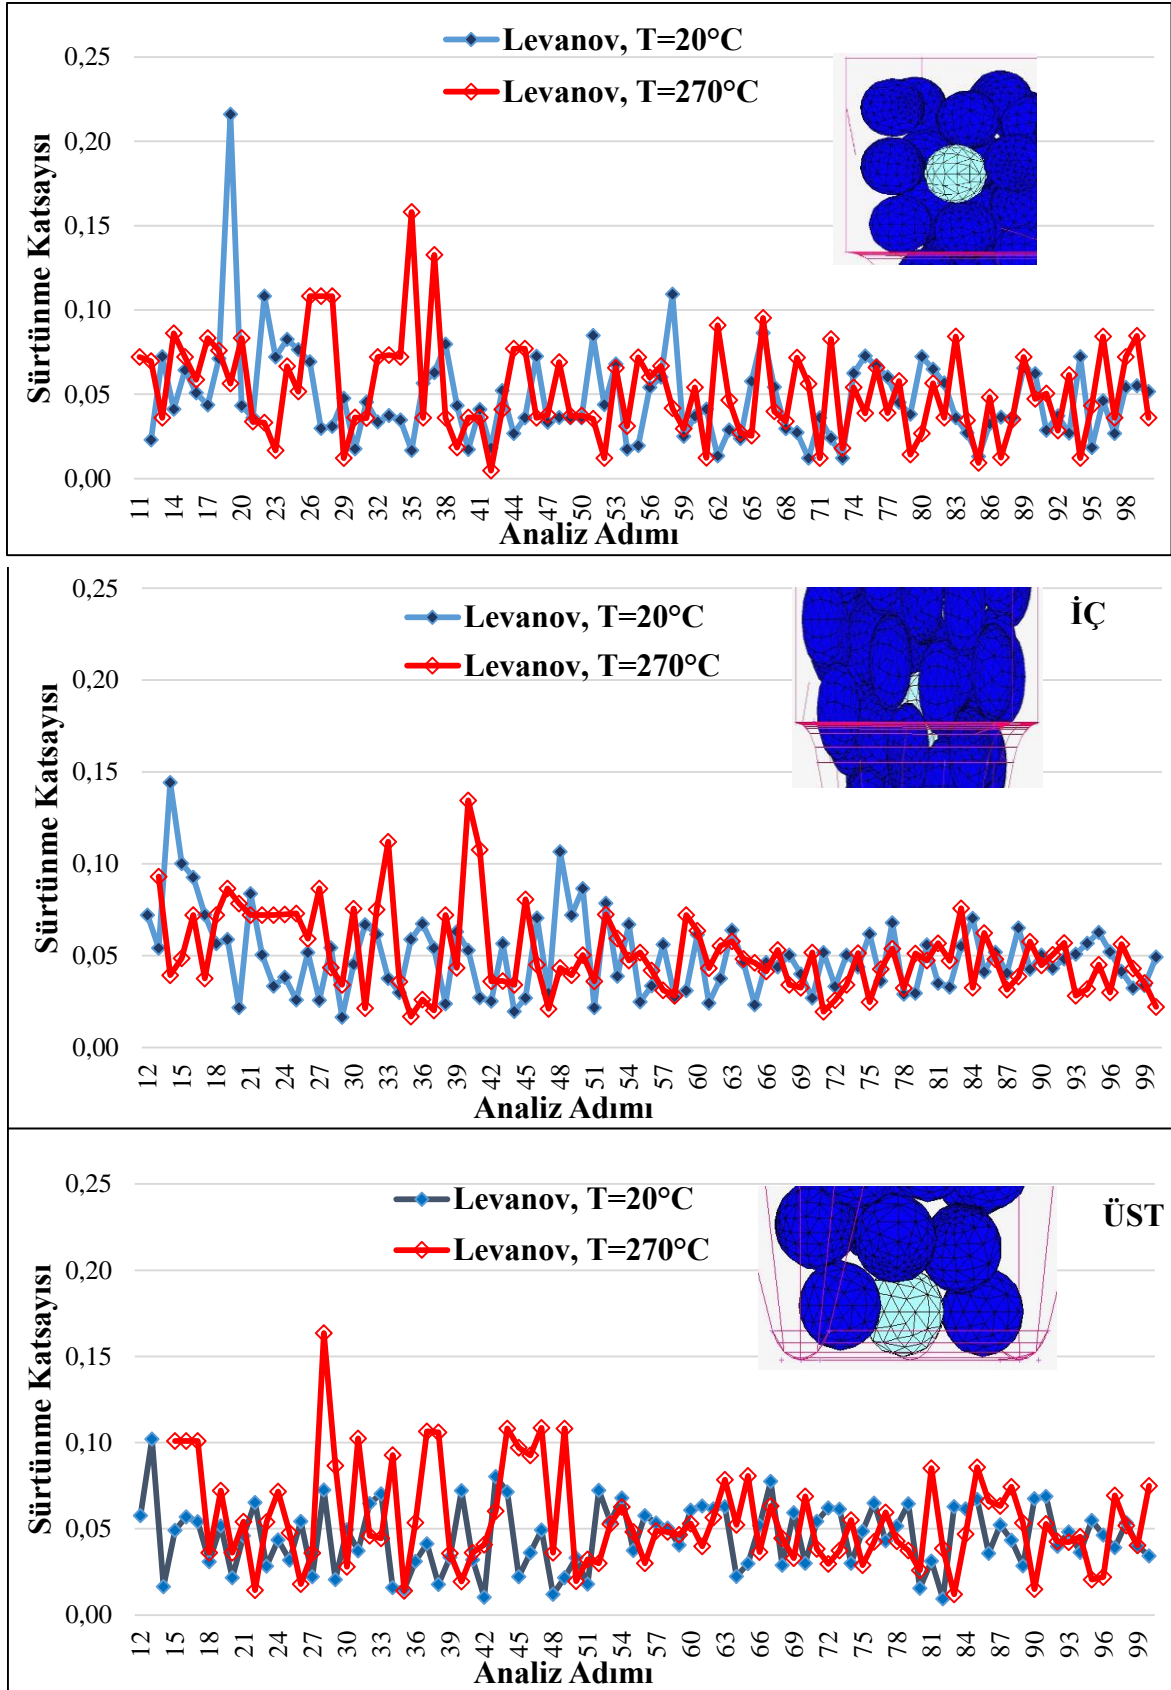 Levanov, T=20°C
Levanov, T=270°C
Sürtünme Katsayısı
0,25
0,20
0,15
0,10
0,05
0,00
11 14 17 20 23 26 29 32 35 38 41 44 47 50 53 56 59 62 65 68 71 74 77 80 83 86 89 92 95 98
Analiz Adımı
İÇ
Levanov, T=20°C
Levanov, T=270°C
Sürtünme Katsayısı
0,25
0,20
0,15
0,10
0,05
0,00
12 15 18 21 24 27 30 33 36 39 42 45 48 51 54 57 60 63 66 69 72 75 78 81 84 87 90 93 96 99
Analiz Adımı
ÜST
Levanov, T=20°C
Levanov, T=270°C
Sürtünme Katsayısı
0,25
0,20
0,15
0,10
0,05
0,00
12 15 18 21 24 27 30 33 36 39 42 45 48 51 54 57 60 63 66 69 72 75 78 81 84 87 90 93 96 99
Analiz Adımı